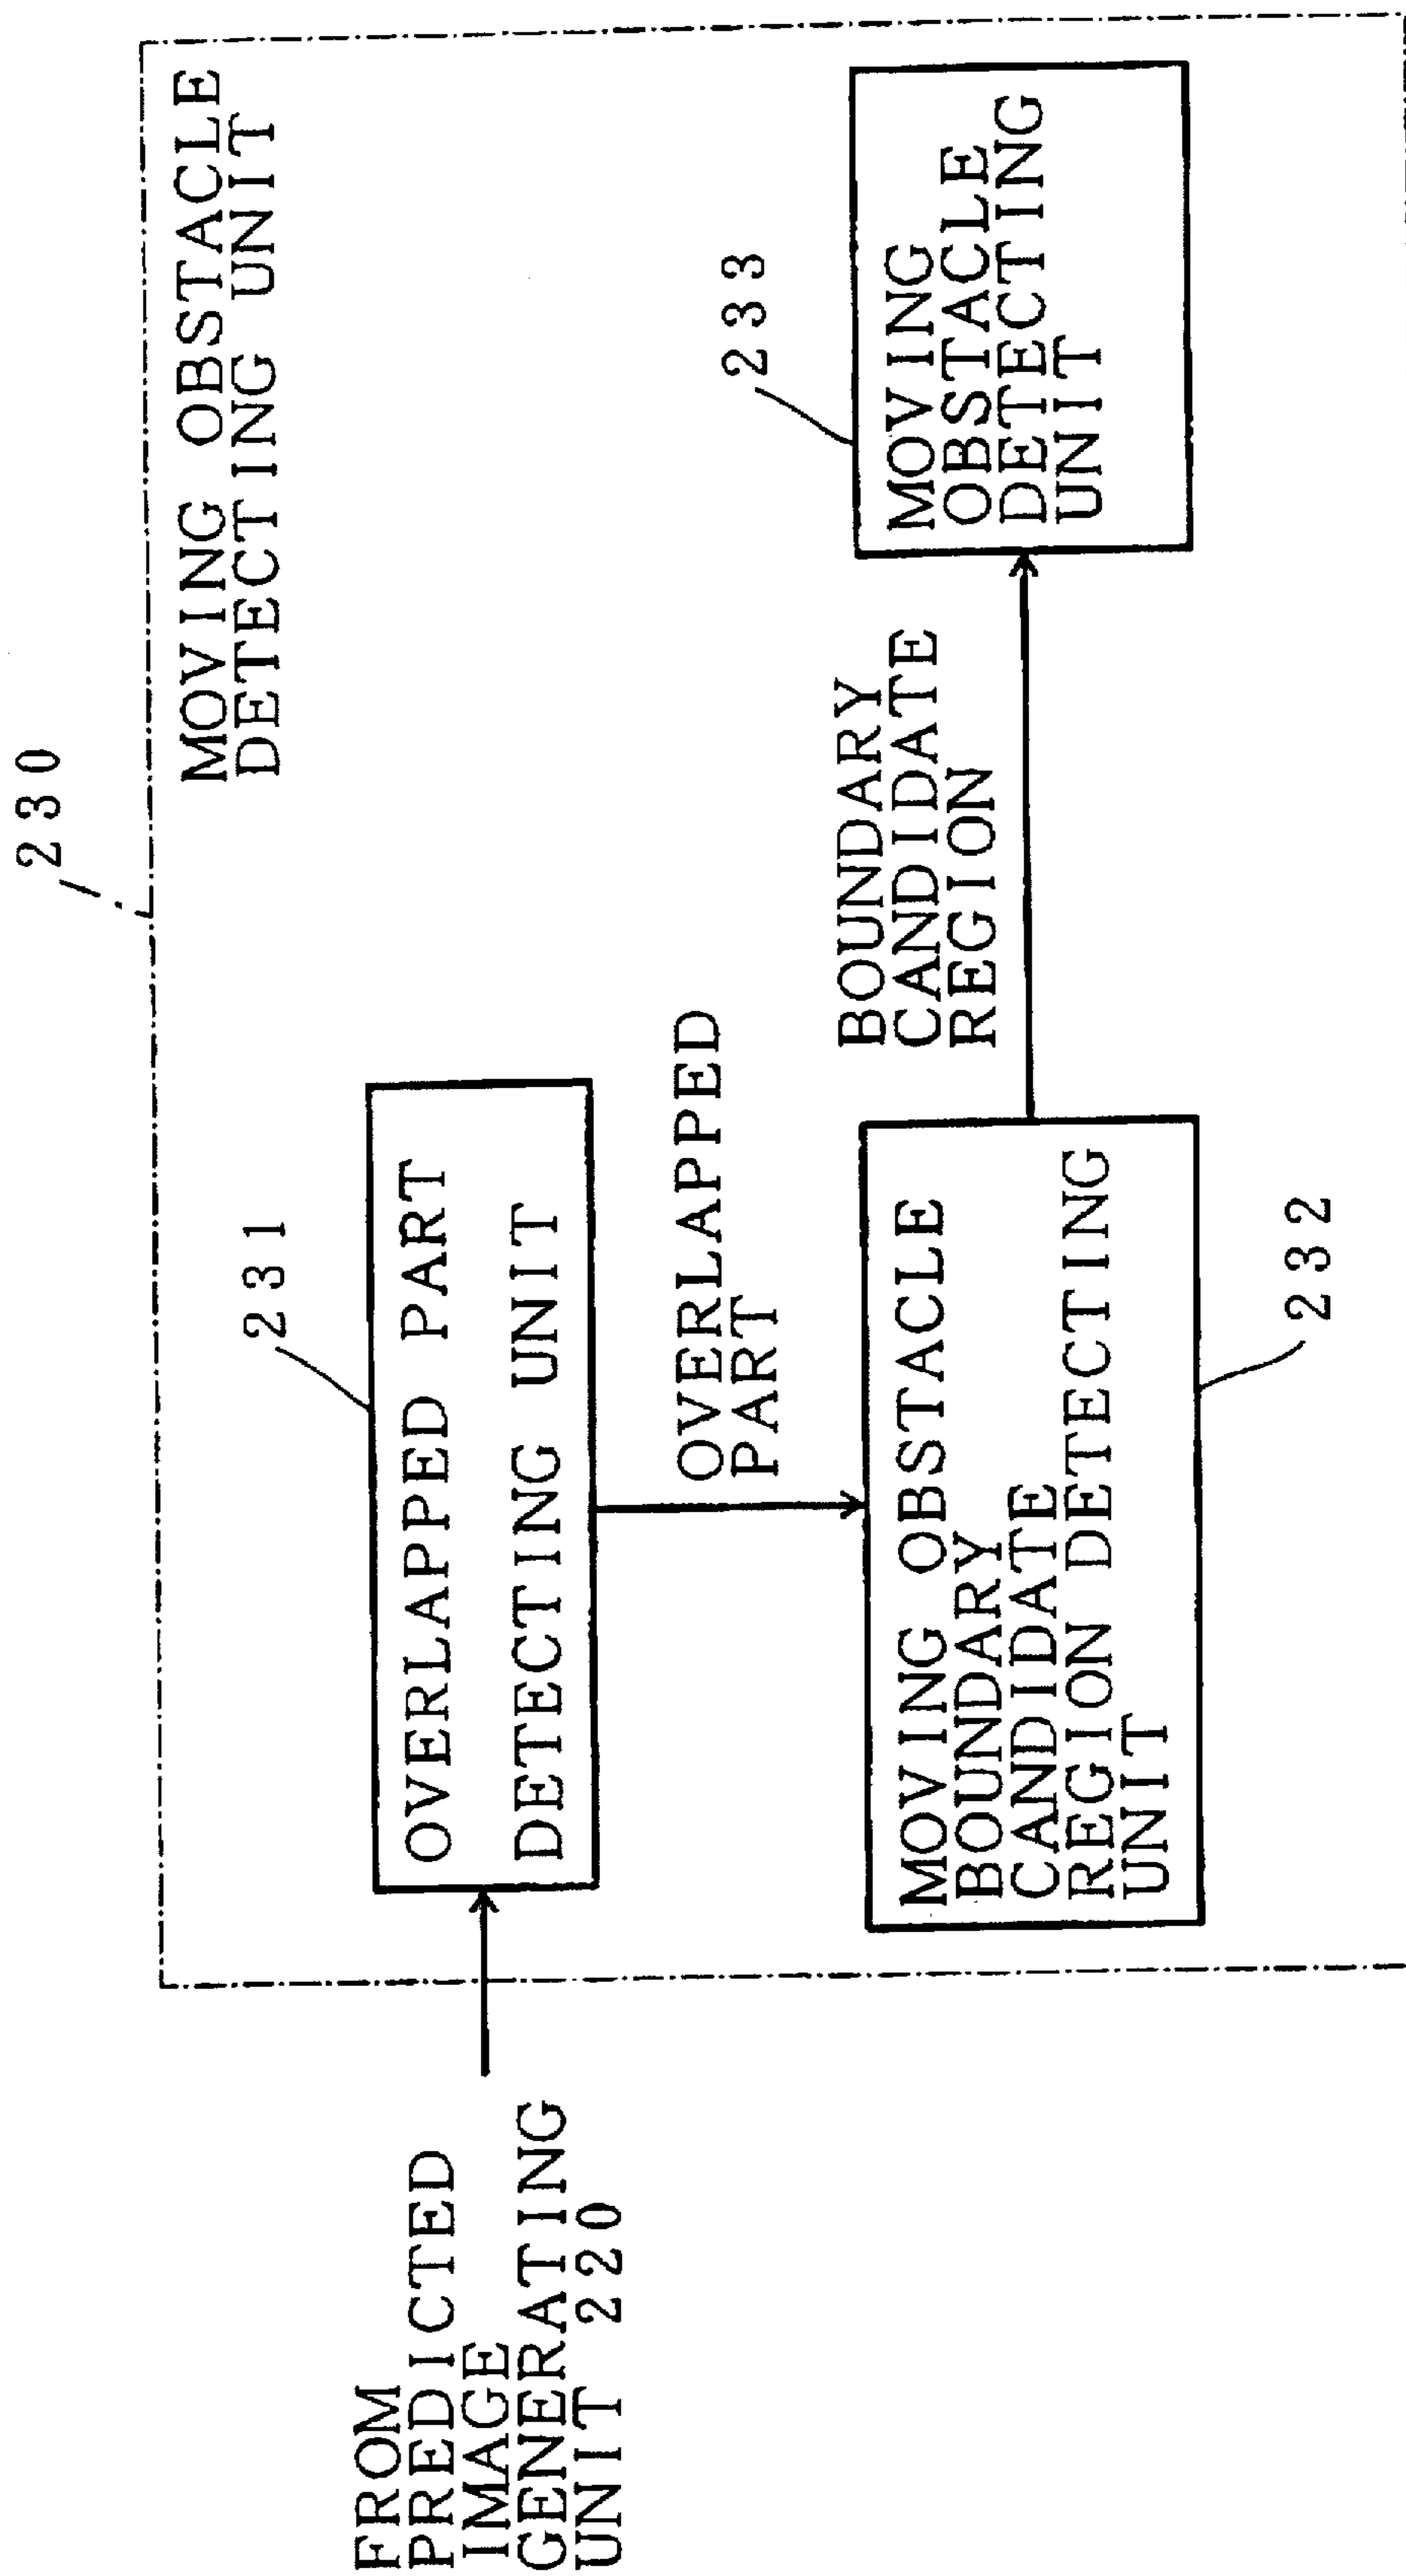 230
MOVING OBSTACLE
DETECTING UNIT
FROM
PREDICTED
IMAGE
GENERATING
UNIT 220
231
OVERLAPPED PART
DETECTING UNIT
OVERLAPPED
PART
MOVING OBSTACLE
BOUNDARY
CANDIDATE
REGION DETECTING
UNIT
232
BOUNDARY
CANDIDATE
REGION
233
MOVING
OBSTACLE
DETECTING
UNIT